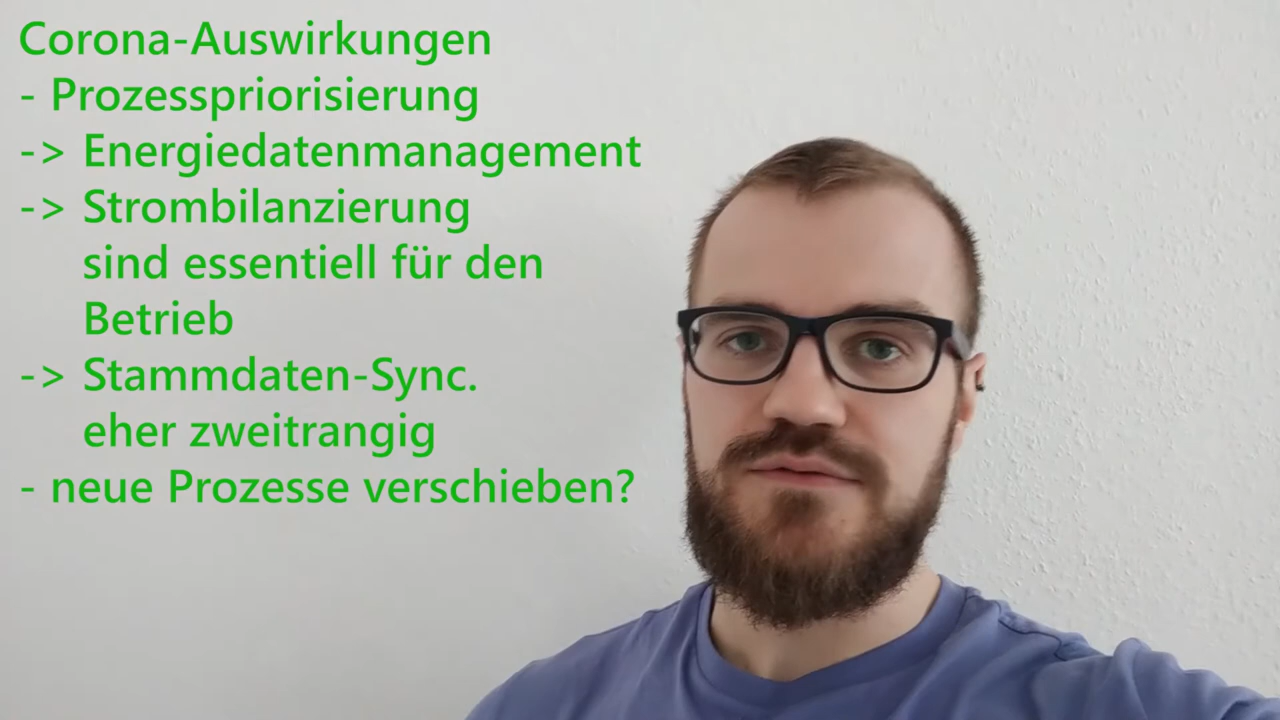 Corona-Auswirkungen
- Prozesspriorisierung
-> Energiedatenmanagement
-> Strombilanzierung
sind essentiell für den
Betrieb
-> Stammdaten-Sync.
eher zweitrangig
- neue Prozesse verschieben?